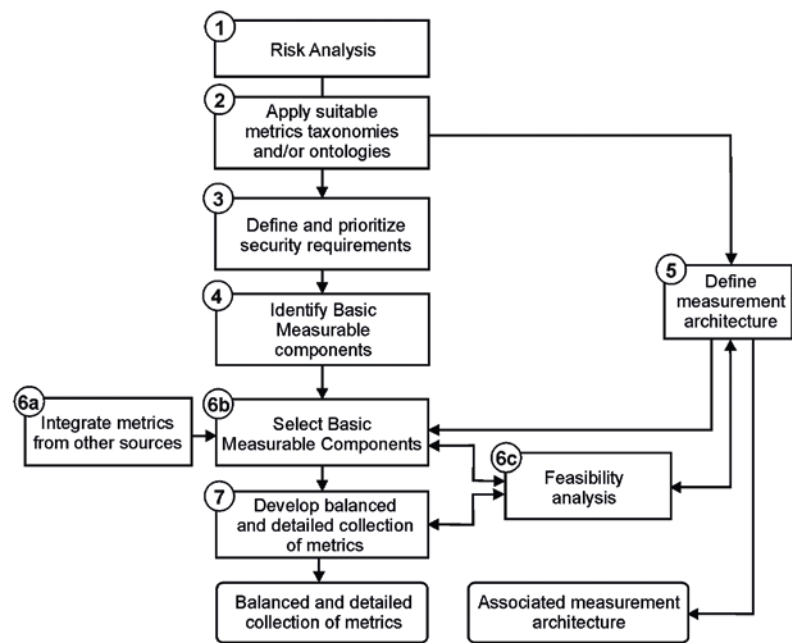 1
Risk Analysis
2
Apply suitable
metrics taxonomies
and/or ontologies
3
Define and prioritize
security requirements
5
Define
measurement
architecture
4
Identify Basic
Measurable
components
6a
Integrate metrics
from other sources
6b
Select Basic
Measurable Components
6c
Feasibility
analysis
7
Develop balanced
and detailed collection
of metrics
Balanced and detailed
collection of metrics
Associated measurement
architecture